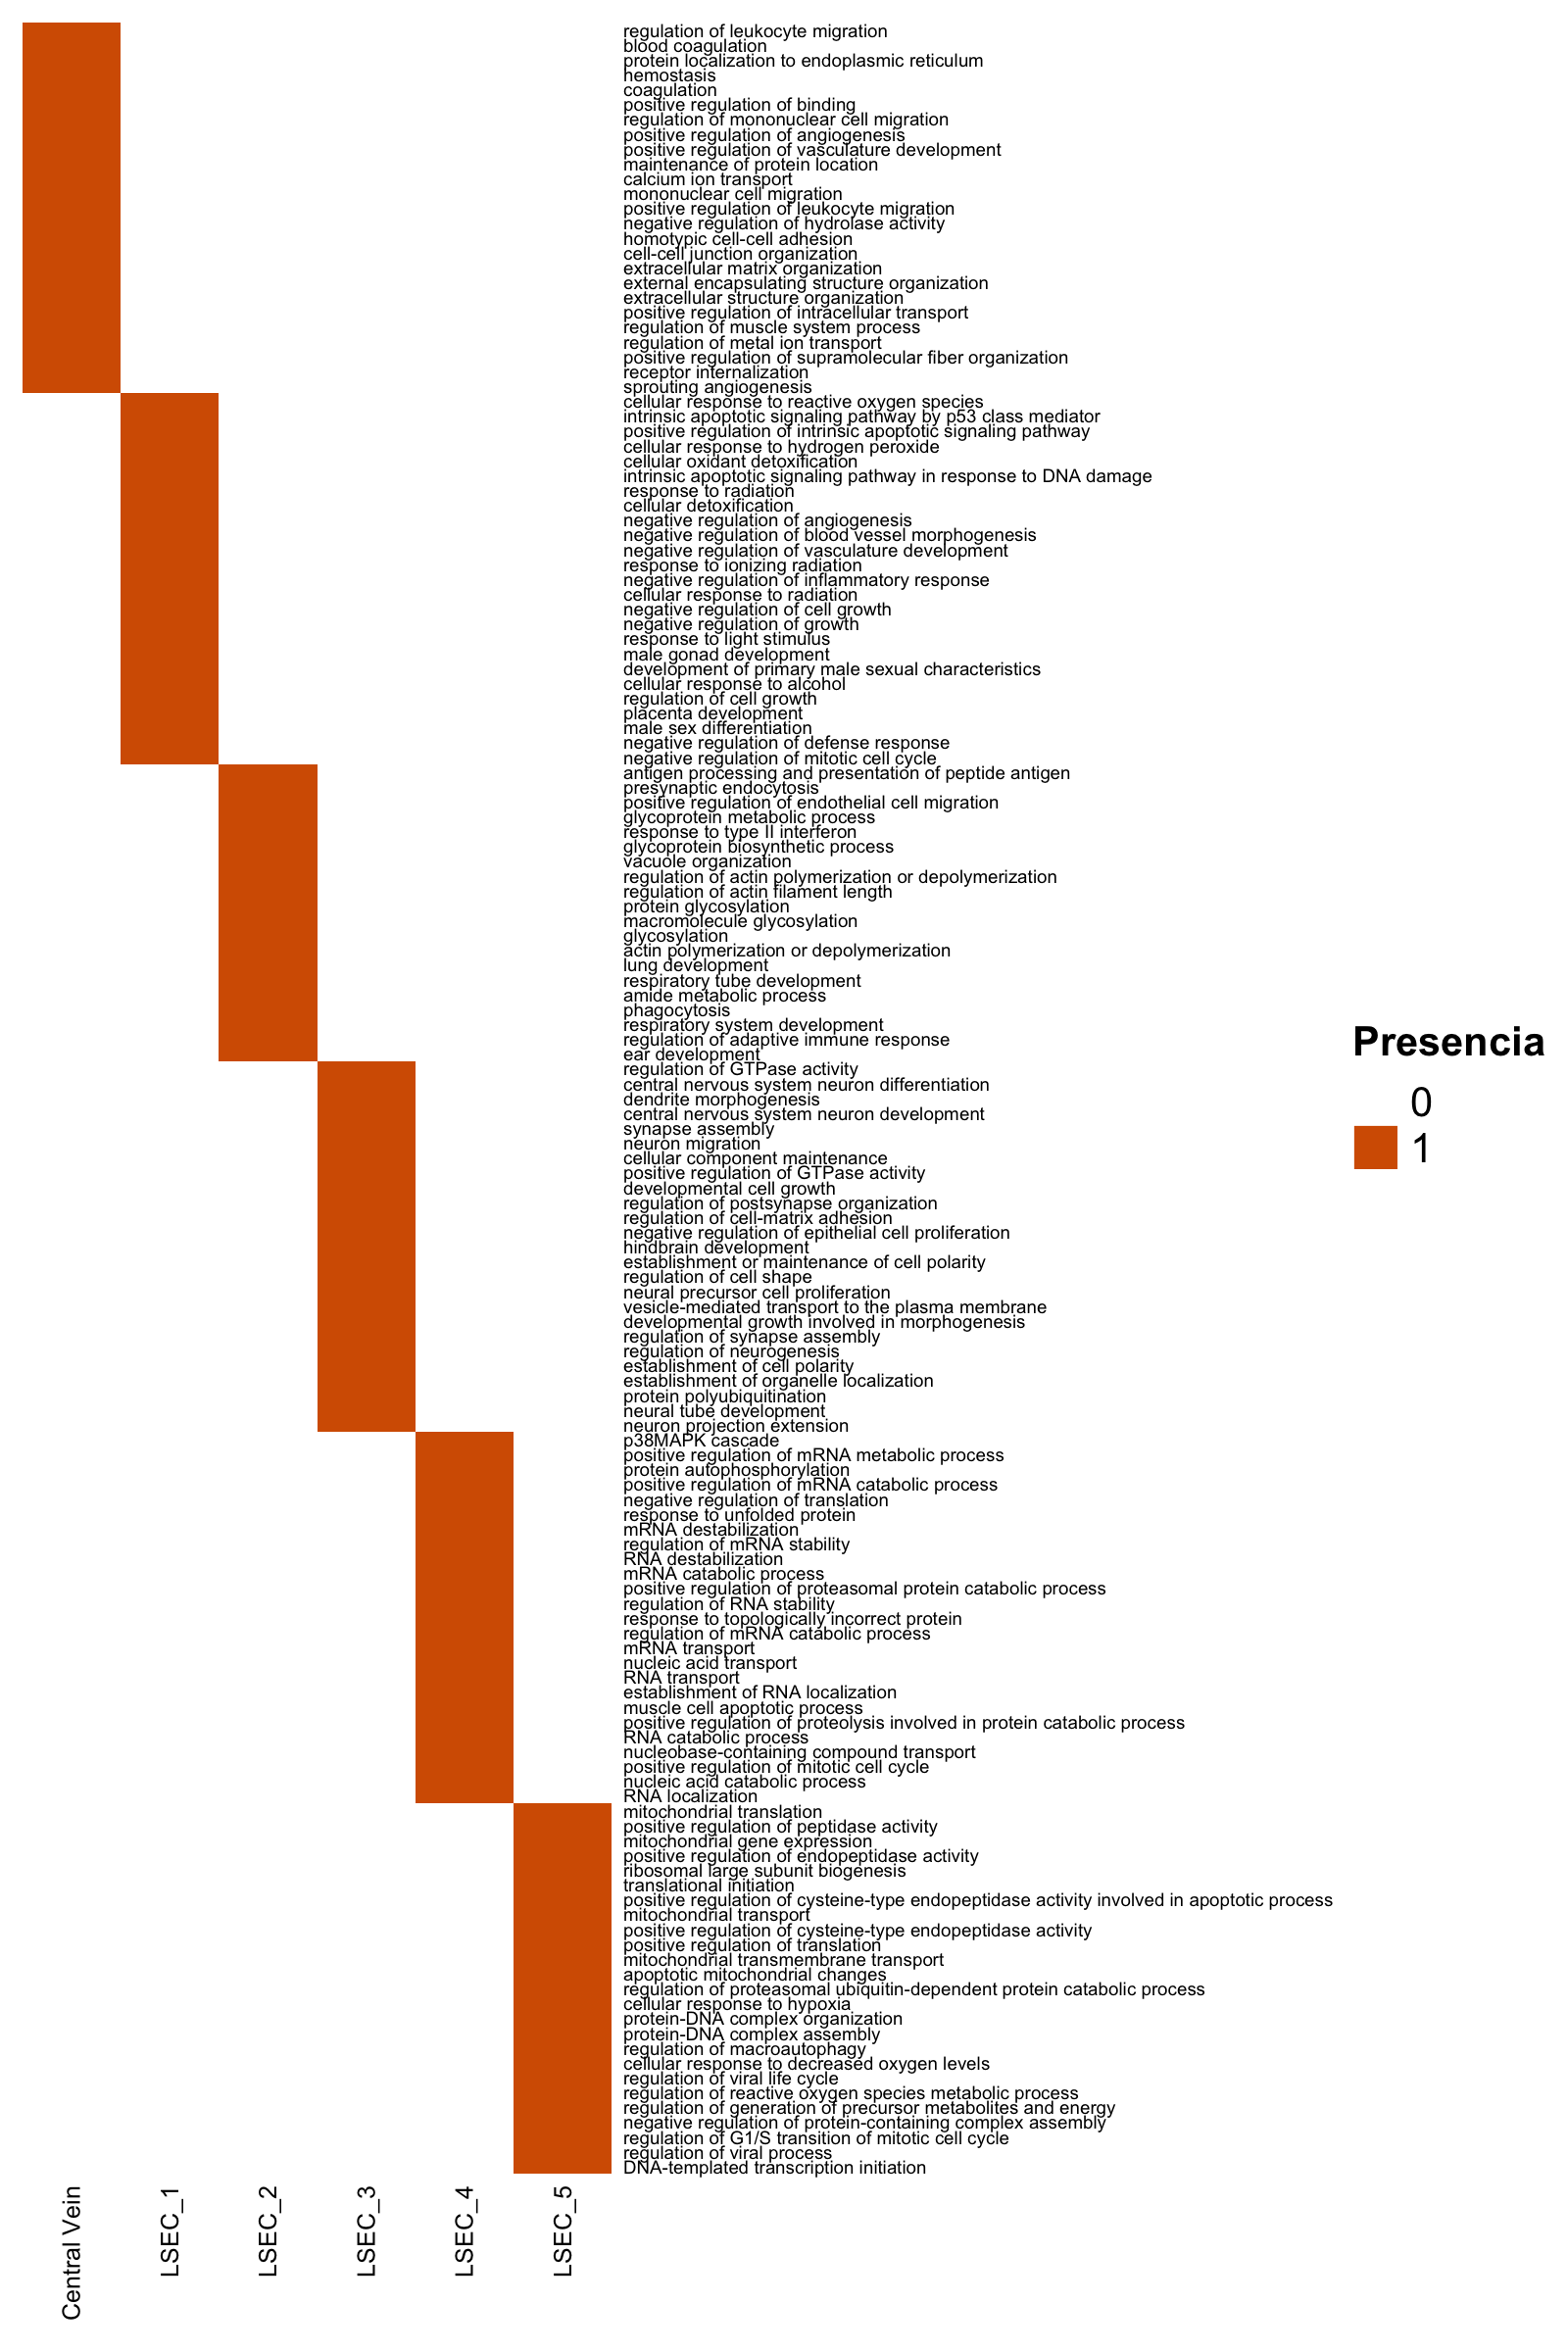 regulation of leukocyte migration
blood coagulation
protein localization to endoplasmic reticulum
hemostasis
coagulation
positive regulation of binding
regulation of mononuclear cell migration
positive regulation of angiogenesis
positive regulation of vasculature development
maintenance of protein location
calcium ion transport
mononuclear cell migration
positive regulation of leukocyte migration
negative regulation of hydrolase activity
homotypic cell-cell adhesion
cell-cell junction organization
extracellular matrix organization
external encapsulating structure organization
extracellular structure organization
positive regulation of intracellular transport
regulation of muscle system process
regulation of metal ion transport
positive regulation of supramolecular fiber organization
receptor internalization
sprouting angiogenesis
cellular response to reactive oxygen species
intrinsic apoptotic signaling pathway by p53 class mediator
positive regulation of intrinsic apoptotic signaling pathway
cellular response to hydrogen peroxide
cellular oxidant detoxification
intrinsic apoptotic signaling pathway in response to DNA damage
response to radiation
cellular detoxification
negative regulation of angiogenesis
negative regulation of blood vessel morphogenesis
negative regulation of vasculature development
response to ionizing radiation
negative regulation of inflammatory response
cellular response to radiation
negative regulation of cell growth
negative regulation of growth
response to light stimulus
male gonad development
development of primary male sexual characteristics
cellular response to alcohol
regulation of cell growth
placenta development
male sex differentiation
negative regulation of defense response
negative regulation of mitotic cell cycle
antigen processing and presentation of peptide antigen
presynaptic endocytosis
positive regulation of endothelial cell migration
glycoprotein metabolic process
response to type II interferon
glycoprotein biosynthetic process
vacuole organization
regulation of actin polymerization or depolymerization
regulation of actin filament length
protein glycosylation
macromolecule glycosylation
glycosylation
actin polymerization or depolymerization
lung development
respiratory tube development
amide metabolic process
phagocytosis
respiratory system development
regulation of adaptive immune response
ear development
regulation of GTPase activity
central nervous system neuron differentiation
dendrite morphogenesis
central nervous system neuron development
synapse assembly
neuron migration
cellular component maintenance
positive regulation of GTPase activity
developmental cell growth
regulation of postsynapse organization
regulation of cell-matrix adhesion
negative regulation of epithelial cell proliferation
hindbrain development
establishment or maintenance of cell polarity
regulation of cell shape
neural precursor cell proliferation
vesicle-mediated transport to the plasma membrane
developmental growth involved in morphogenesis
regulation of synapse assembly
regulation of neurogenesis
establishment of cell polarity
establishment of organelle localization
protein polyubiquitination
neural tube development
neuron projection extension
p38MAPK cascade
positive regulation of mRNA metabolic process
protein autophosphorylation
positive regulation of mRNA catabolic process
negative regulation of translation
response to unfolded protein
mRNA destabilization
regulation of mRNA stability
RNA destabilization
mRNA catabolic process
positive regulation of proteasomal protein catabolic process
regulation of RNA stability
response to topologically incorrect protein
regulation of mRNA catabolic process
mRNA transport
nucleic acid transport
RNA transport
establishment of RNA localization
muscle cell apoptotic process
positive regulation of proteolysis involved in protein catabolic process
RNA catabolic process
nucleobase-containing compound transport
positive regulation of mitotic cell cycle
nucleic acid catabolic process
RNA localization
mitochondrial translation
positive regulation of peptidase activity
mitochondrial gene expression
positive regulation of endopeptidase activity
ribosomal large subunit biogenesis
translational initiation
positive regulation of cysteine-type endopeptidase activity involved in apoptotic process
mitochondrial transport
positive regulation of cysteine-type endopeptidase activity
positive regulation of translation
mitochondrial transmembrane transport
apoptotic mitochondrial changes
regulation of proteasomal ubiquitin-dependent protein catabolic process
cellular response to hypoxia
protein-DNA complex organization
protein-DNA complex assembly
regulation of macroautophagy
cellular response to decreased oxygen levels
regulation of viral life cycle
regulation of reactive oxygen species metabolic process
regulation of generation of precursor metabolites and energy
negative regulation of protein-containing complex assembly
regulation of G1/S transition of mitotic cell cycle
regulation of viral process
DNA-templated transcription initiation
Central Vein
LSEC_1
LSEC_2
LSEC_3
LSEC_4
LSEC_5
Presencia
0
1